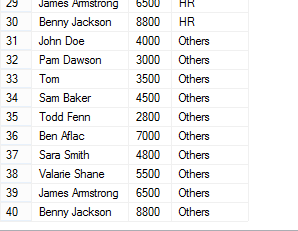 29 James Armstrong 6500 HR
30 Benny Jackson 8800 HR
31 John Doe 4000 Others
32 Pam Dawson 3000 Others
33 Tom 3500 Others
34 Sam Baker 4500 Others
35 Todd Fenn 2800 Others
36 Ben Aflac 7000 Others
37 Sara Smith 4800 Others
38 Valarie Shane 5500 Others
39 James Armstrong 6500 Others
40 Benny Jackson 8800 Others